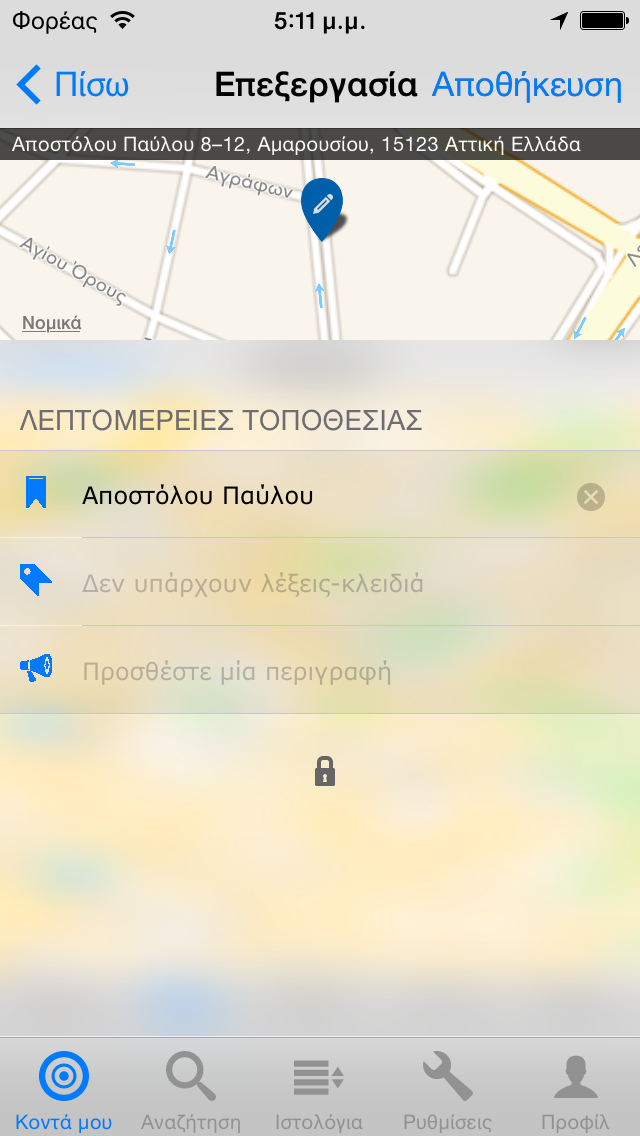 Φορέας 5:11 μ.μ.
Πίσω Επεξεργασία Αποθήκευση
Αποστόλου Παύλου 8–12, Αμαρουσίου, 15123 Αττική Ελλάδα
Αγράφων
Αγίου Όρους
Νομικά
ΛΕΠΤΟΜΕΡΕΙΕΣ ΤΟΠΟΘΕΣΙΑΣ
Αποστόλου Παύλου
Δεν υπάρχουν λέξεις-κλειδιά
Προσθέστε μία περιγραφή
Κοντά μου Αναζήτηση Ιστολόγια Ρυθμίσεις Προφίλ